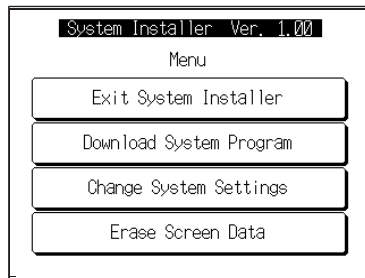 System Installer Ver. 1.00
Menu
Exit System Installer
Download System Program
Change System Settings
Erase Screen Data